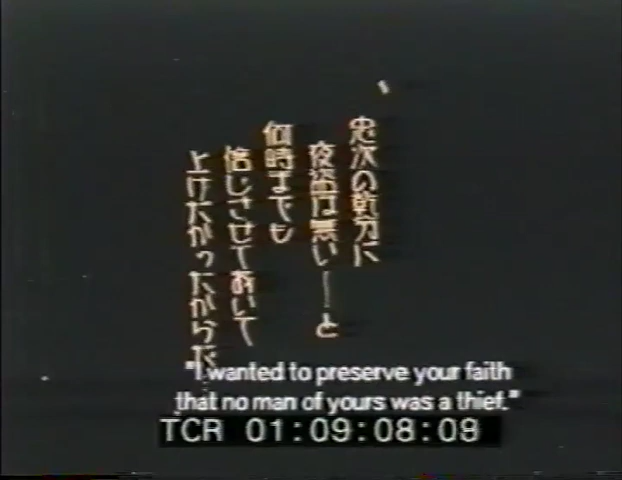 忠次の乾分に
夜盗は無い──と
何時までも
信じさせておいて
上げたかったからだ
"I wanted to preserve your faith
that no man of yours was a thief."
TCR 01:09:08:08